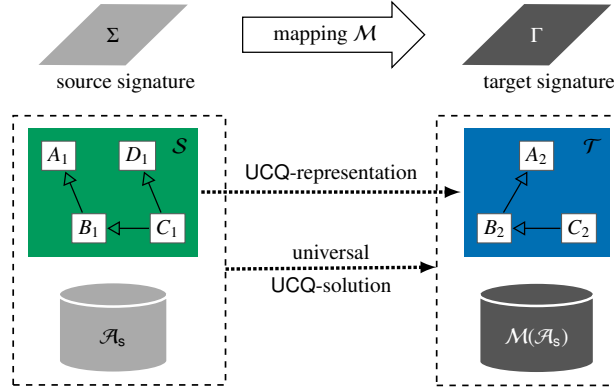 Σ
mapping ℳ
Γ
source signature
target signature
A₁ D₁ 𝒮
A₂ 𝒯
UCQ-representation
B₁ C₁
B₂ C₂
universal
UCQ-solution
𝒜ₛ
ℳ(𝒜ₛ)